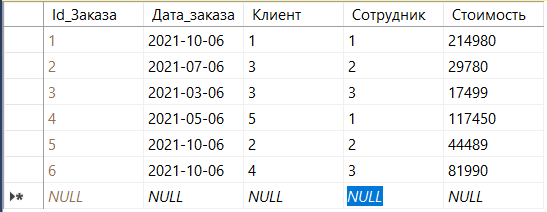 Id_Заказа Дата_заказа Клиент Сотрудник Стоимость
1 2021-10-06 1 1 214980
2 2021-07-06 3 2 29780
3 2021-03-06 3 3 17499
4 2021-05-06 5 1 117450
5 2021-10-06 2 2 44489
6 2021-10-06 4 3 81990
NULL NULL NULL NULL NULL